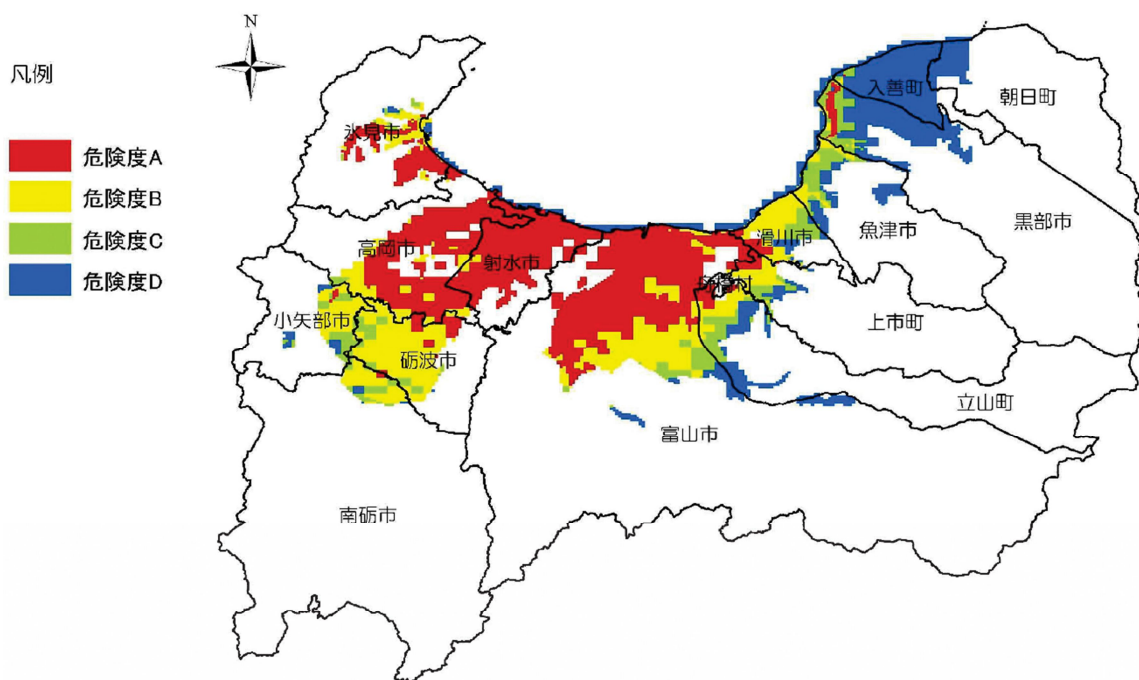 N
凡例
危険度A
危険度B
危険度C
危険度D
入善町
朝日町
氷見市
黒部市
魚津市
滑川市
高岡市
射水市
舟橋村
上市町
小矢部市
砺波市
立山町
富山市
南砺市